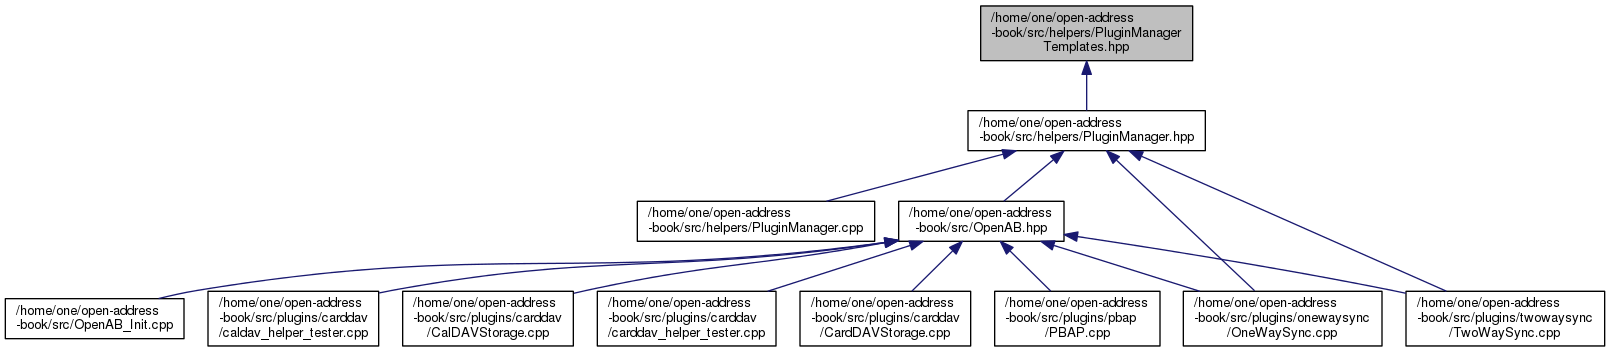 /home/one/open-address
-book/src/helpers/PluginManager
Templates.hpp
/home/one/open-address
-book/src/helpers/PluginManager.hpp
/home/one/open-address
-book/src/helpers/PluginManager.cpp
/home/one/open-address
-book/src/OpenAB.hpp
/home/one/open-address
-book/src/OpenAB_Init.cpp
/home/one/open-address
-book/src/plugins/carddav
/caldav_helper_tester.cpp
/home/one/open-address
-book/src/plugins/carddav
/CalDAVStorage.cpp
/home/one/open-address
-book/src/plugins/carddav
/carddav_helper_tester.cpp
/home/one/open-address
-book/src/plugins/carddav
/CardDAVStorage.cpp
/home/one/open-address
-book/src/plugins/pbap
/PBAP.cpp
/home/one/open-address
-book/src/plugins/onewaysync
/OneWaySync.cpp
/home/one/open-address
-book/src/plugins/twowaysync
/TwoWaySync.cpp